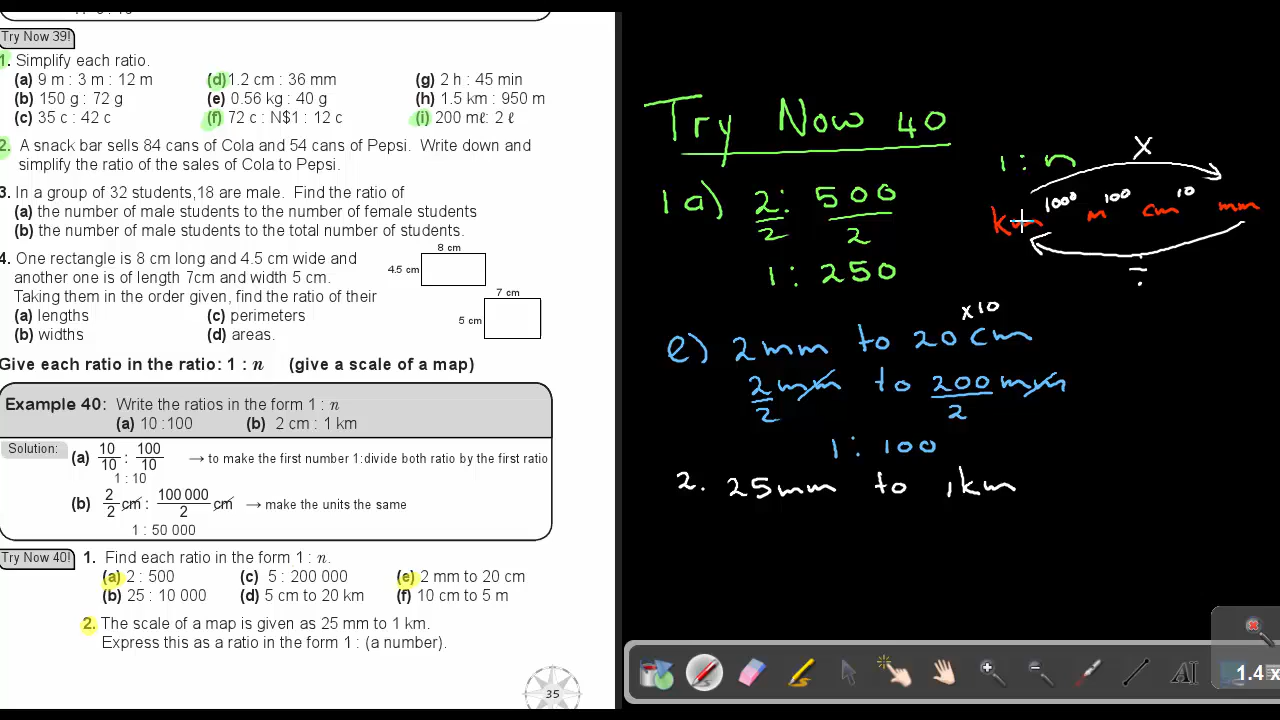 Try Now 39!
1. Simplify each ratio.
(a) 9 m : 3 m : 12 m (d) 1.2 cm : 36 mm (g) 2 h : 45 min
(b) 150 g : 72 g (e) 0.56 kg : 40 g (h) 1.5 km : 950 m
(c) 35 c : 42 c (f) 72 c : N$1 : 12 c (i) 200 mℓ: 2 ℓ
2. A snack bar sells 84 cans of Cola and 54 cans of Pepsi. Write down and
simplify the ratio of the sales of Cola to Pepsi.
3. In a group of 32 students,18 are male. Find the ratio of
(a) the number of male students to the number of female students
(b) the number of male students to the total number of students.
4. One rectangle is 8 cm long and 4.5 cm wide and
another one is of length 7cm and width 5 cm.
Taking them in the order given, find the ratio of their
(a) lengths (c) perimeters
(b) widths (d) areas.
8 cm
4.5 cm
7 cm
5 cm
Give each ratio in the ratio: 1 : n (give a scale of a map)
Example 40: Write the ratios in the form 1 : n
(a) 10 :100 (b) 2 cm : 1 km
Solution:
(a) 10/10 : 100/10 → to make the first number 1:divide both ratio by the first ratio
1 : 10
(b) 2/2 cm : 100 000/2 cm → make the units the same
1 : 50 000
Try Now 40! 1. Find each ratio in the form 1 : n.
(a) 2 : 500 (c) 5 : 200 000 (e) 2 mm to 20 cm
(b) 25 : 10 000 (d) 5 cm to 20 km (f) 10 cm to 5 m
2. The scale of a map is given as 25 mm to 1 km.
Express this as a ratio in the form 1 : (a number).
35
Try Now 40
1 : n
x
km 1000 m 100 cm 10 mm
÷
1 a) 2/2 : 500/2
1 : 250
x10
e) 2mm to 20cm
2/2 mm to 200/2 mm
1 : 100
2. 25mm to 1km
AI
1.4 x